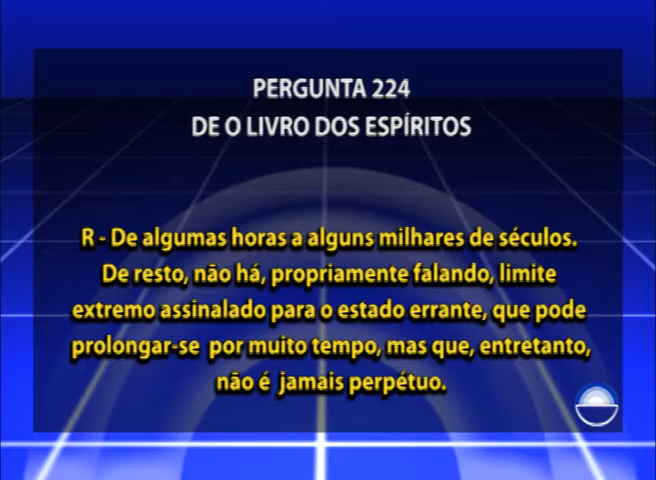 PERGUNTA 224
DE O LIVRO DOS ESPÍRITOS
R - De algumas horas a alguns milhares de séculos.
De resto, não há, propriamente falando, limite
extremo assinalado para o estado errante, que pode
prolongar-se por muito tempo, mas que, entretanto,
não é jamais perpétuo.